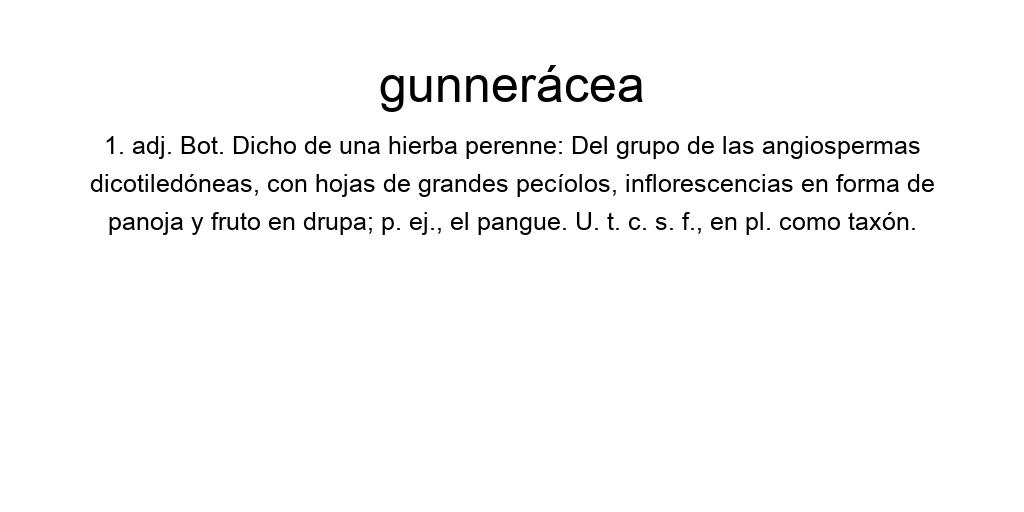 gunnerácea
1. adj. Bot. Dicho de una hierba perenne: Del grupo de las angiospermas
dicotiledóneas, con hojas de grandes pecíolos, inflorescencias en forma de
panoja y fruto en drupa; p. ej., el pangue. U. t. c. s. f., en pl. como taxón.